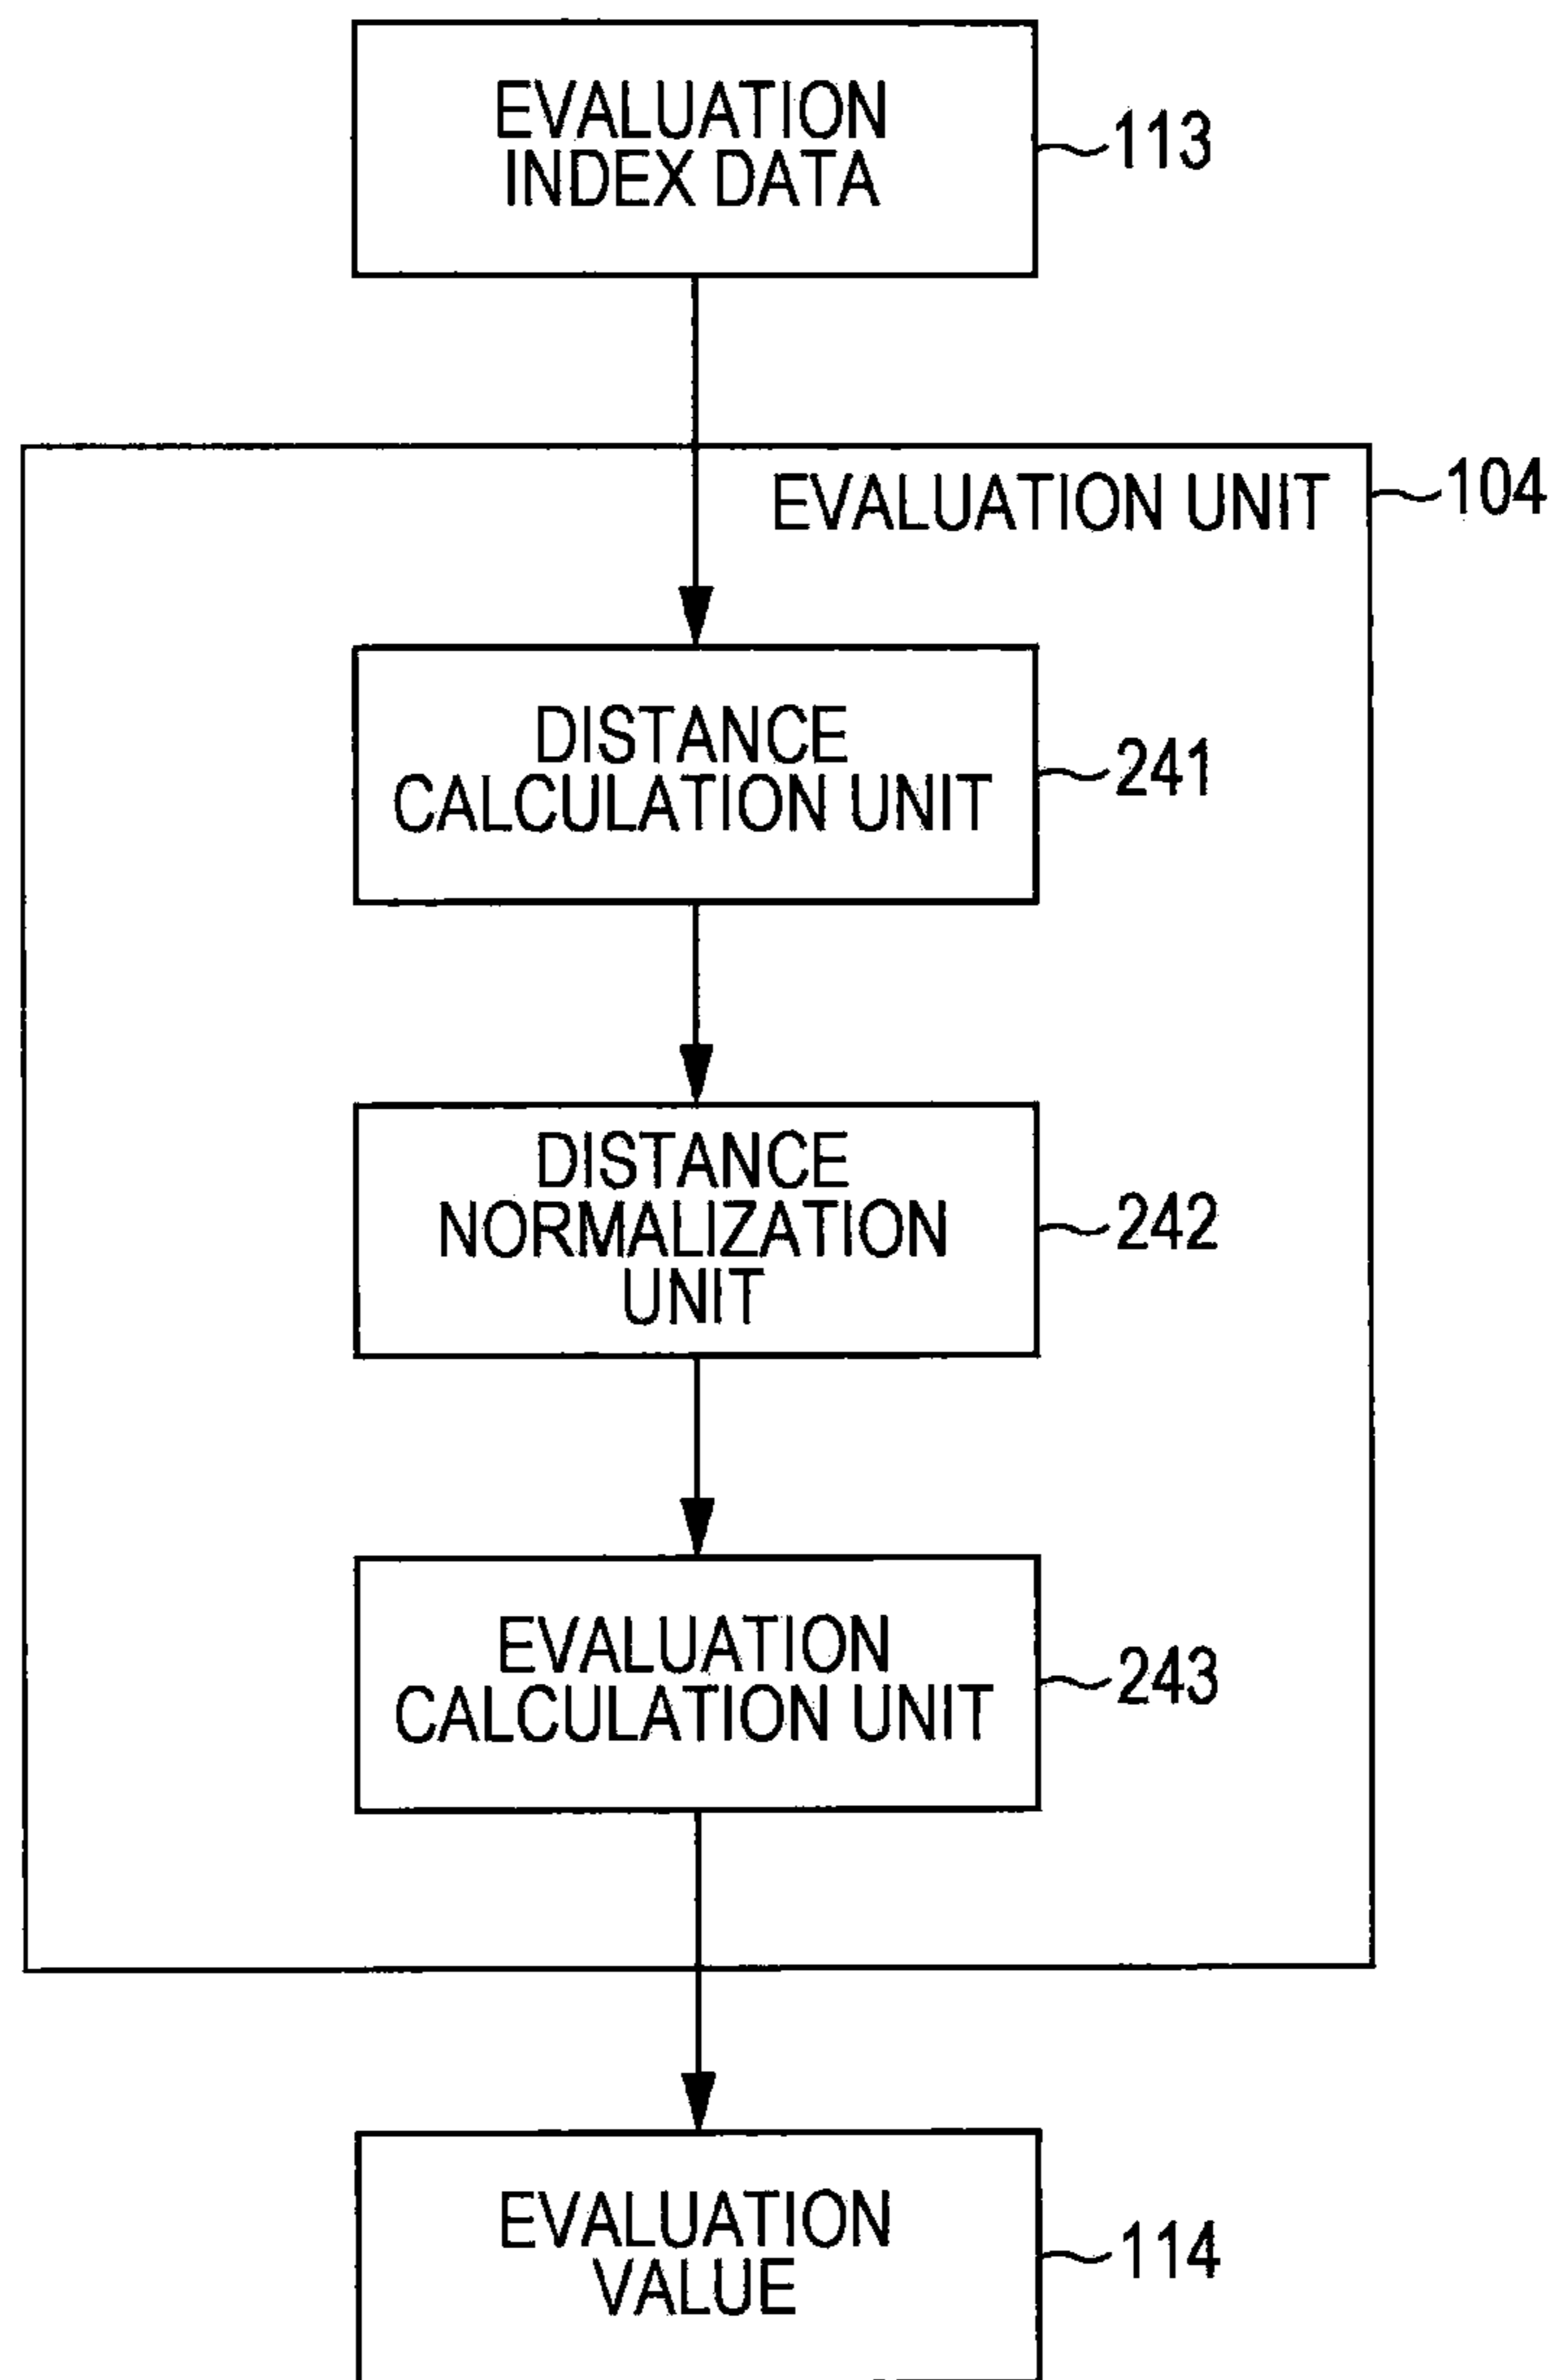 EVALUATION
INDEX DATA
113
EVALUATION UNIT
104
DISTANCE
CALCULATION UNIT
241
DISTANCE
NORMALIZATION
UNIT
242
EVALUATION
CALCULATION UNIT
243
EVALUATION
VALUE
114